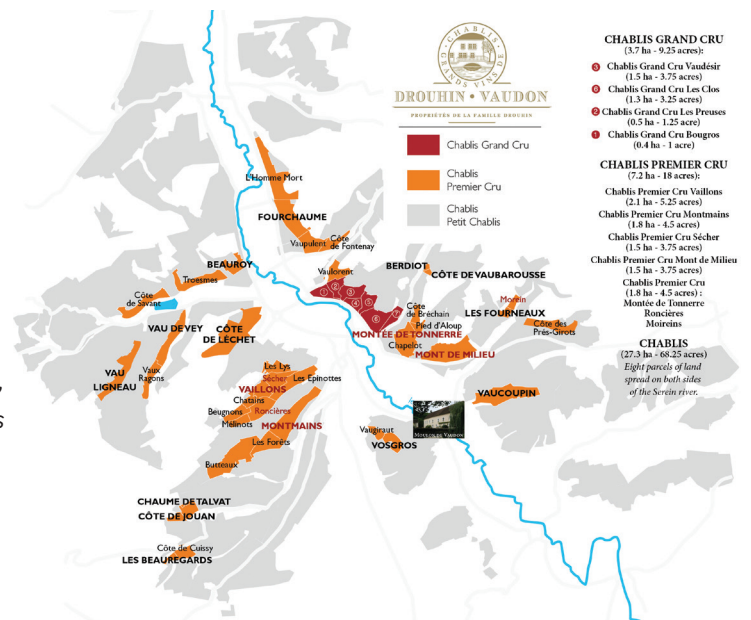 CHABLIS
GRANDS VINS DE
DROUHIN • VAUDON
PROPRIÉTÉS DE LA FAMILLE DROUHIN
Chablis Grand Cru
Chablis
Premier Cru
Chablis
Petit Chablis
CHABLIS GRAND CRU
(3.7 ha - 9.25 acres):
3 Chablis Grand Cru Vaudésir
(1.5 ha - 3.75 acres)
6 Chablis Grand Cru Les Clos
(1.3 ha - 3.25 acres)
2 Chablis Grand Cru Les Preuses
(0.5 ha - 1.25 acre)
1 Chablis Grand Cru Bougros
(0.4 ha - 1 acre)
CHABLIS PREMIER CRU
(7.2 ha - 18 acres):
Chablis Premier Cru Vaillons
(2.1 ha - 5.25 acres)
Chablis Premier Cru Montmains
(1.8 ha - 4.5 acres)
Chablis Premier Cru Sécher
(1.5 ha - 3.75 acres)
Chablis Premier Cru Mont de Milieu
(1.5 ha - 3.75 acres)
Chablis Premier Cru
(1.8 ha - 4.5 acres) :
Montée de Tonnerre
Roncières
Moireins
CHABLIS
(27.3 ha - 68.25 acres)
Eight parcels of land
spread on both sides
of the Serein river.
L'Homme Mort
FOURCHAUME
Vaupulent
Côte
de Fontenay
BEAUROY
Troesmes
Vaulorent
BERDIOT
CÔTE DE VAUBAROUSSE
Côte
de Savant
1 2 3 4 5 6 7
Côte
de Bréchain
Pied d'Aloup
MONTÉE DE TONNERRE
Chapelot
MONT DE MILIEU
Morein
LES FOURNEAUX
Côte des
Prés-Girots
VAU DE VEY
CÔTE
DE LÉCHET
VAU
LIGNEAU
Vaux
Ragons
Les Lys
Sécher
Les Epinottes
VAILLONS
Chatains
Beugnons
Roncières
Mélinots
MONTMAINS
Les Forêts
Butteaux
VAUCOUPIN
Vaugiraut
VOSGROS
MOULIN DE VAUDON
CHAUME DE TALVAT
CÔTE DE JOUAN
Côte de Cuissy
LES BEAUREGARDS